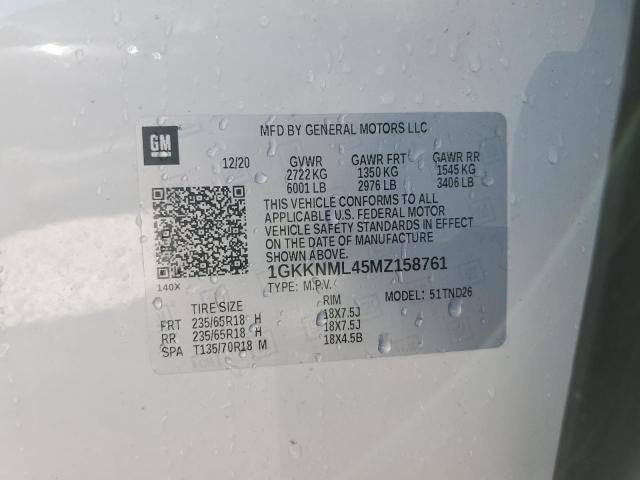 GM
MFD BY GENERAL MOTORS LLC
12/20 GVWR GAWR FRT GAWR RR
2722 KG 1350 KG 1545 KG
6001 LB 2976 LB 3406 LB
THIS VEHICLE CONFORMS TO ALL
APPLICABLE U.S. FEDERAL MOTOR
VEHICLE SAFETY STANDARDS IN EFFECT
ON THE DATE OF MANUFACTURE
SHOWN ABOVE.
140X
1GKKNML45MZ158761
TYPE: M.P.V. MODEL: 51TND26
TIRE SIZE RIM
FRT 235/65R18 H 18X7.5J
RR 235/65R18 H 18X7.5J
SPA T135/70R18 M 18X4.5B